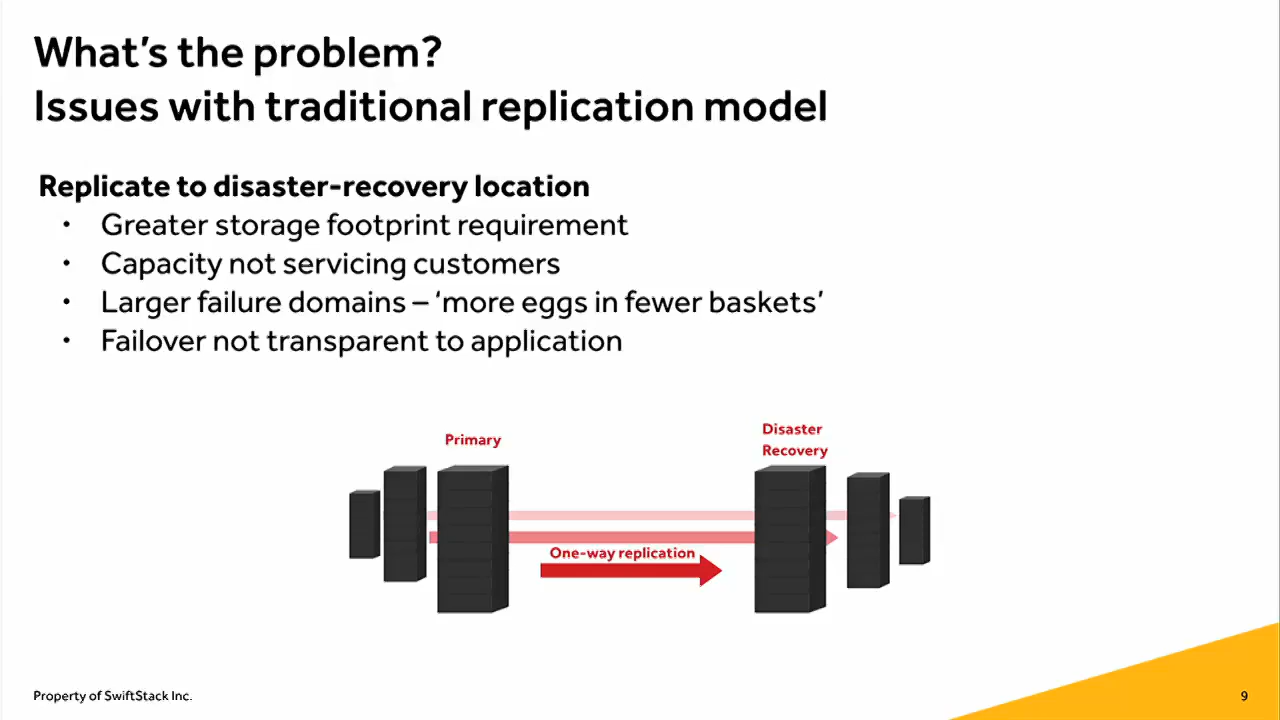 What’s the problem?
Issues with traditional replication model
Replicate to disaster-recovery location
• Greater storage footprint requirement
• Capacity not servicing customers
• Larger failure domains – ‘more eggs in fewer baskets’
• Failover not transparent to application
Primary
Disaster
Recovery
One-way replication
Property of SwiftStack Inc.
9